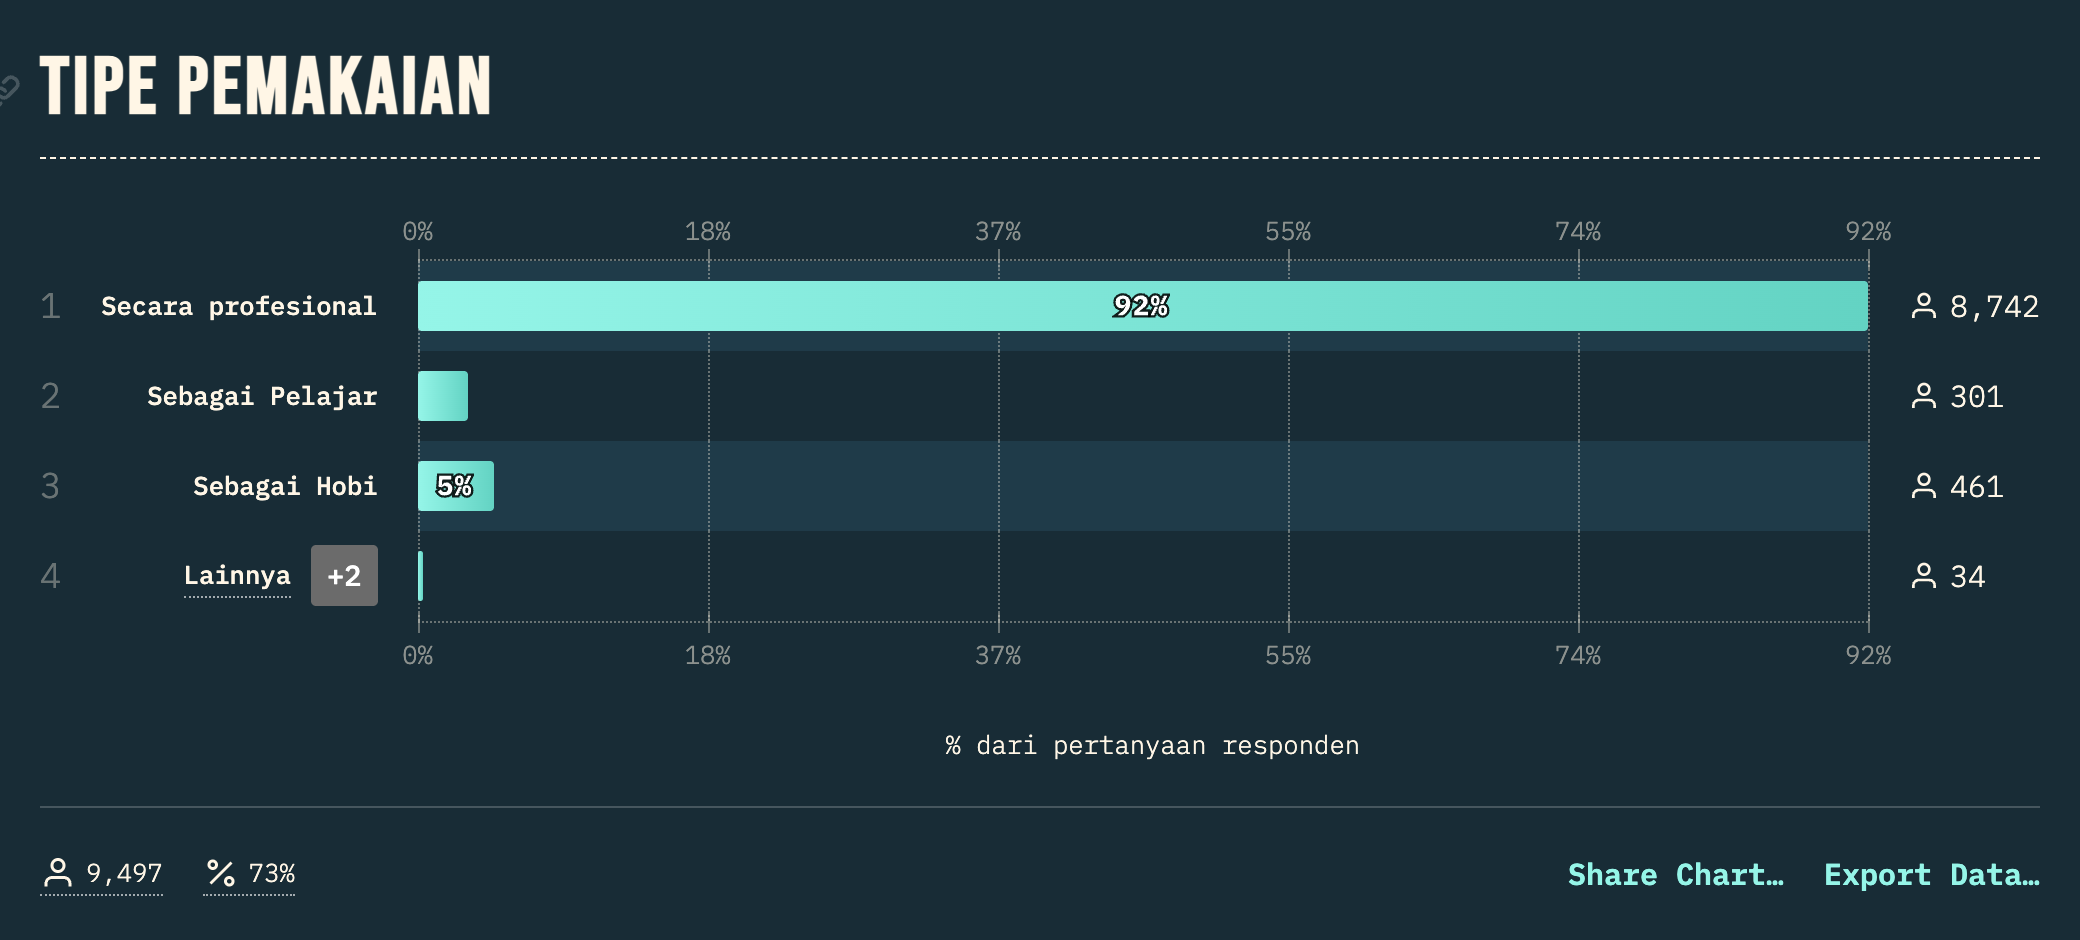 TIPE PEMAKAIAN
0% 18% 37% 55% 74% 92%
1 Secara profesional 92% 8,742
2 Sebagai Pelajar 301
3 Sebagai Hobi 5% 461
4 Lainnya +2 34
0% 18% 37% 55% 74% 92%
% dari pertanyaan responden
9,497 % 73% Share Chart… Export Data…